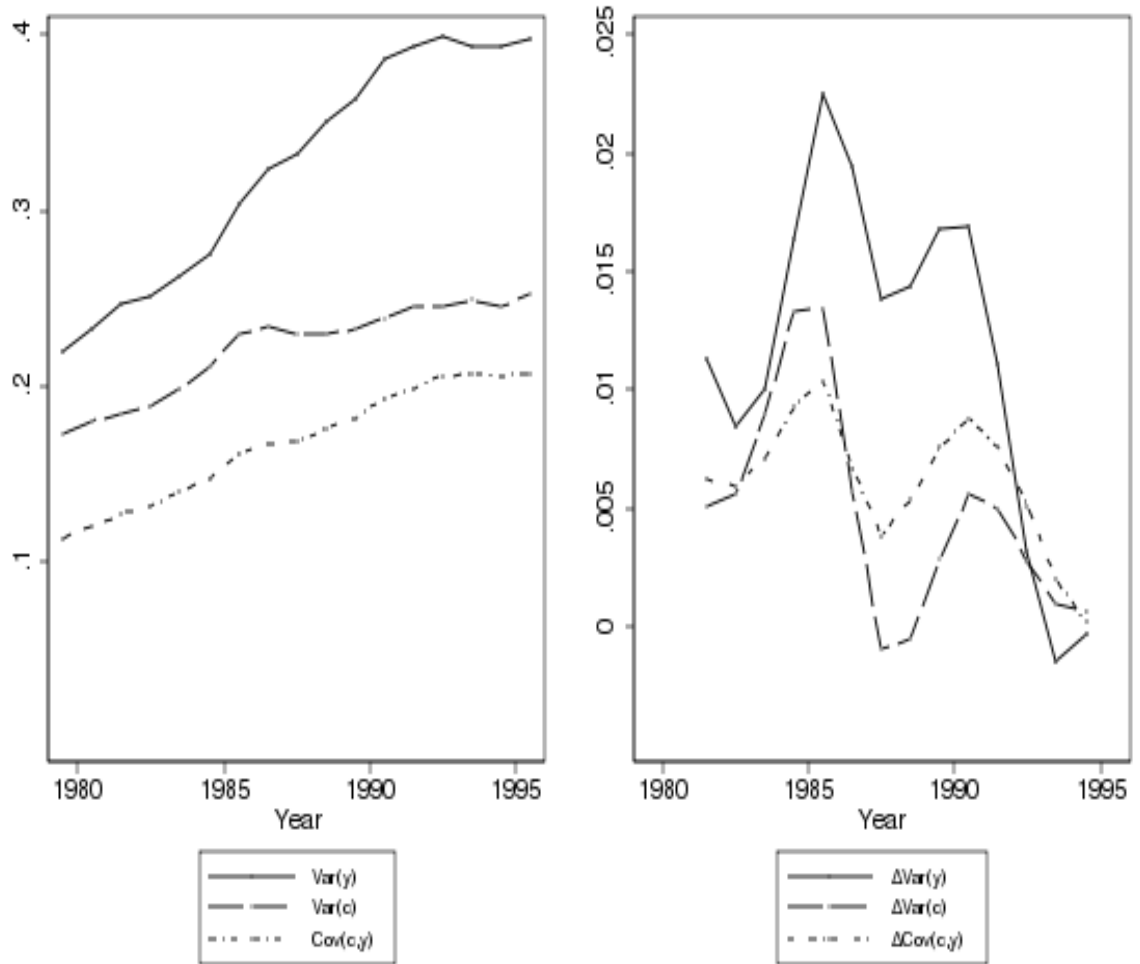 .4
.3
.2
.1
1980 1985 1990 1995
Year
Var(y)
Var(c)
Cov(c,y)
.025
.02
.015
.01
.005
0
1980 1985 1990 1995
Year
ΔVar(y)
ΔVar(c)
ΔCov(c,y)